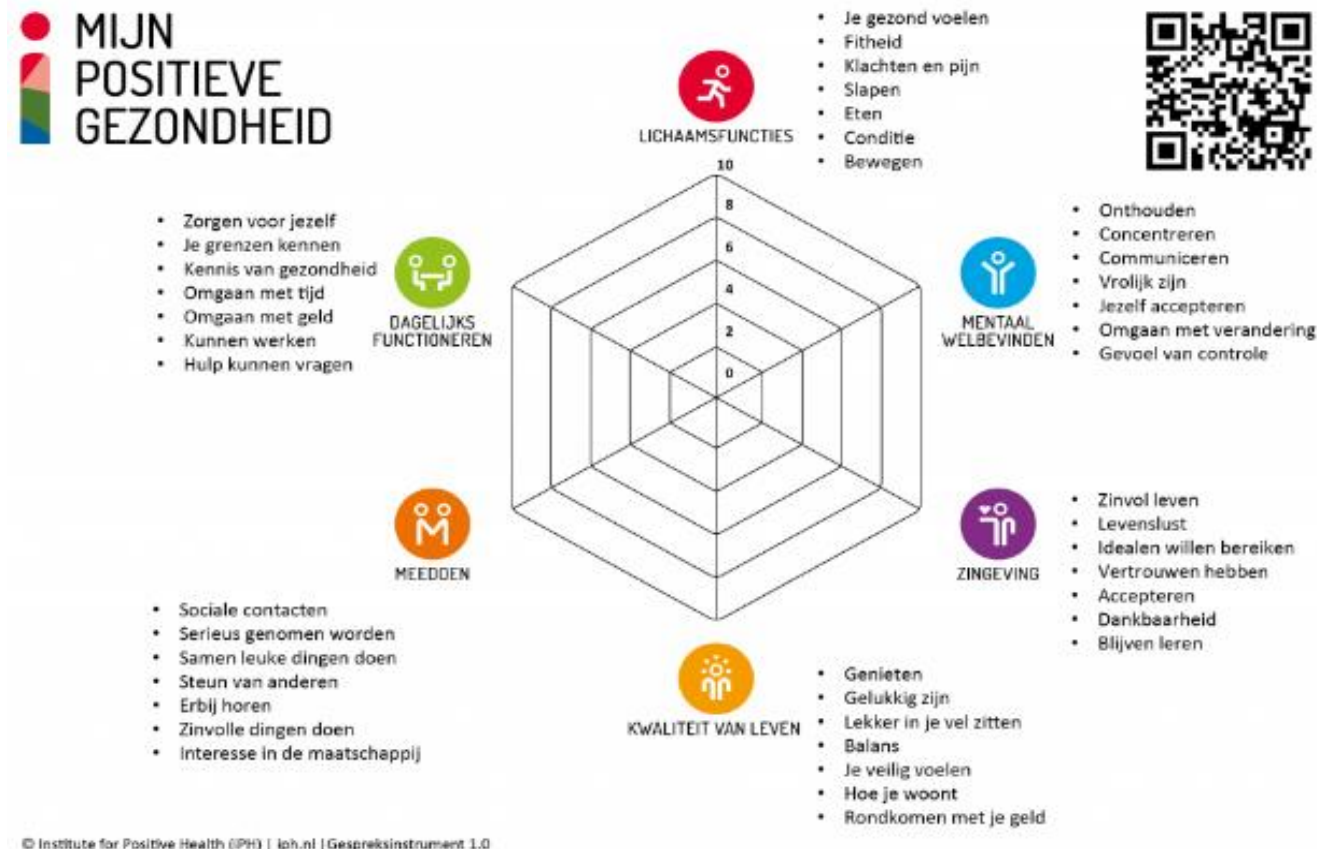 MIJN
POSITIEVE
GEZONDHEID
• Je gezond voelen
• Fitheid
• Klachten en pijn
• Slapen
• Eten
• Conditie
• Bewegen
LICHAAMSFUNCTIES
10
8
6
4
2
0
• Onthouden
• Concentreren
• Communiceren
• Vrolijk zijn
• Jezelf accepteren
• Omgaan met verandering
• Gevoel van controle
MENTAAL
WELBEVINDEN
• Zorgen voor jezelf
• Je grenzen kennen
• Kennis van gezondheid
• Omgaan met tijd
• Omgaan met geld
• Kunnen werken
• Hulp kunnen vragen
DAGELIJKS
FUNCTIONEREN
• Zinvol leven
• Levenslust
• Idealen willen bereiken
• Vertrouwen hebben
• Accepteren
• Dankbaarheid
• Blijven leren
ZINGEVING
MEEDOEN
• Sociale contacten
• Serieus genomen worden
• Samen leuke dingen doen
• Steun van anderen
• Erbij horen
• Zinvolle dingen doen
• Interesse in de maatschappij
KWALITEIT VAN LEVEN
• Genieten
• Gelukkig zijn
• Lekker in je vel zitten
• Balans
• Je veilig voelen
• Hoe je woont
• Rondkomen met je geld
© Institute for Positive Health (iPH) | iph.nl | Gespreksinstrument 1.0